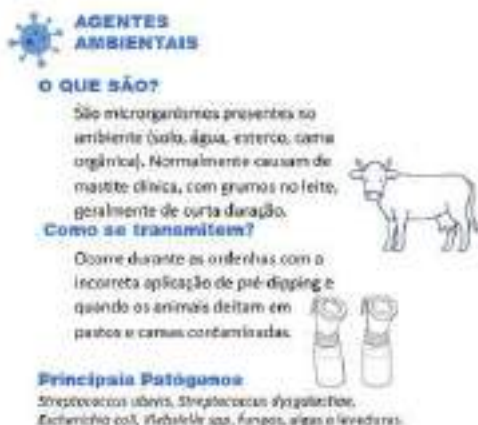 AGENTES
AMBIENTAIS
O QUE SÃO?
São microrganismos presentes no
ambiente (solo, água, esterco, cama
orgânica). Normalmente causam de
mastite clínica, com grumos no leite,
geralmente de curta duração.
Como se transmitem?
Ocorre durante as ordenhas com a
incorreta aplicação de pré-dipping e
quando os animais deitam em
pastos e camas contaminadas.
Principais Patógenos
Streptococcus uberis, Streptococcus dysgalactiae,
Escherichia coli, Klebsielle spp, fungos, algas e leveduras.